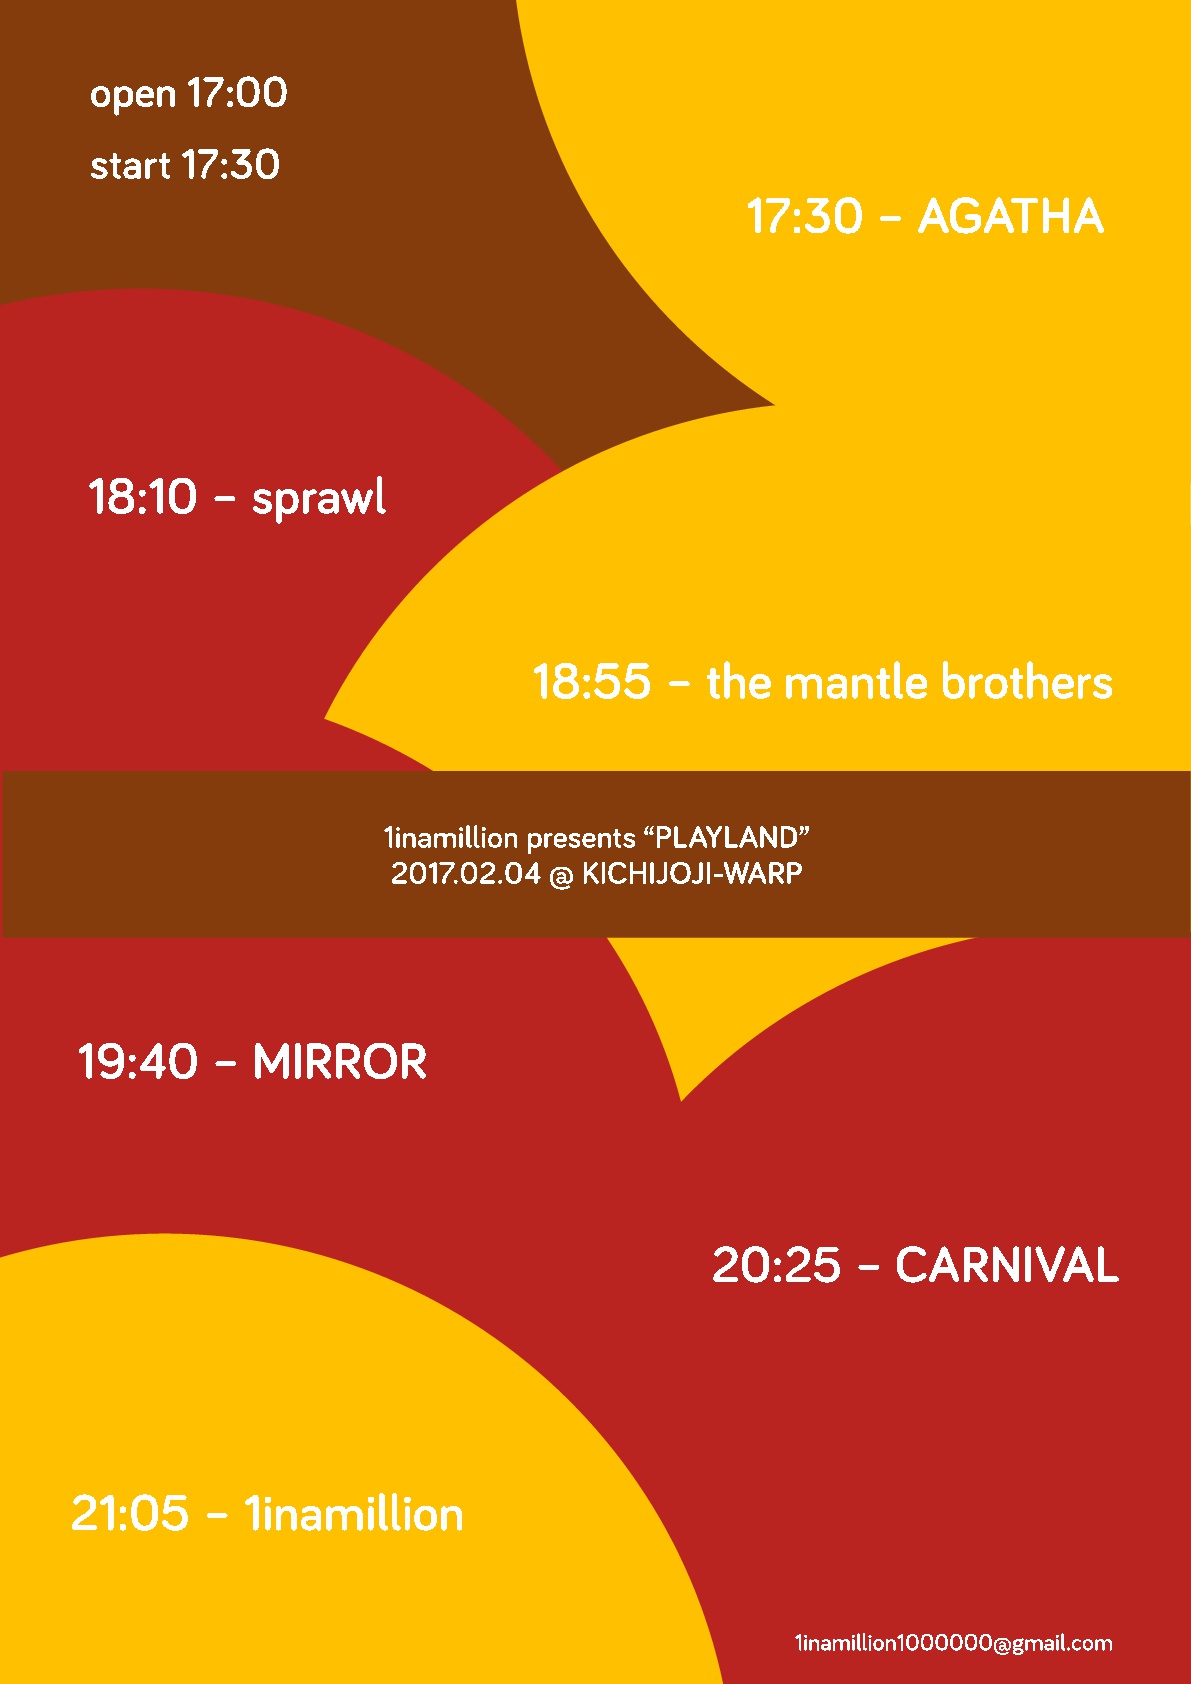 open 17:00
start 17:30
17:30 – AGATHA
18:10 – sprawl
18:55 – the mantle brothers
1inamillion presents “PLAYLAND”
2017.02.04 @ KICHIJOJI-WARP
19:40 – MIRROR
20:25 – CARNIVAL
21:05 – 1inamillion
1inamillion1000000@gmail.com